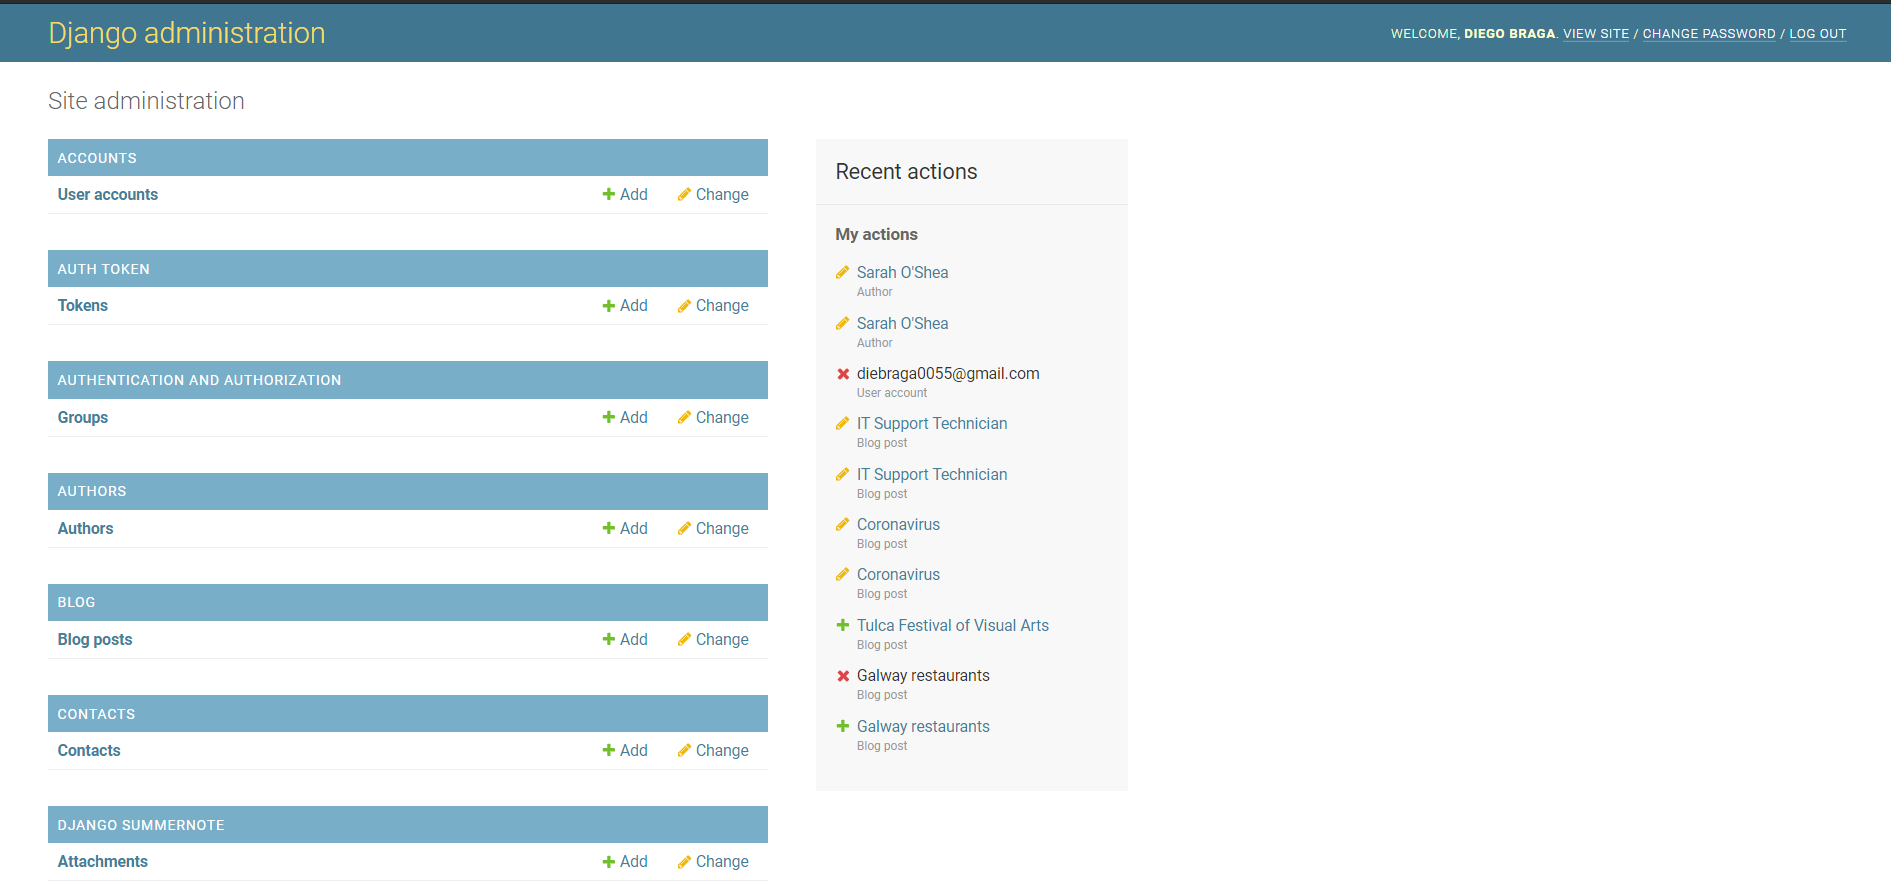 Django administration
WELCOME, DIEGO BRAGA. VIEW SITE / CHANGE PASSWORD / LOG OUT
Site administration
ACCOUNTS
User accounts Add Change
AUTH TOKEN
Tokens Add Change
AUTHENTICATION AND AUTHORIZATION
Groups Add Change
AUTHORS
Authors Add Change
BLOG
Blog posts Add Change
CONTACTS
Contacts Add Change
DJANGO SUMMERNOTE
Attachments Add Change
Recent actions
My actions
Sarah O'Shea
Author
Sarah O'Shea
Author
diebraga0055@gmail.com
User account
IT Support Technician
Blog post
IT Support Technician
Blog post
Coronavirus
Blog post
Coronavirus
Blog post
Tulca Festival of Visual Arts
Blog post
Galway restaurants
Blog post
Galway restaurants
Blog post